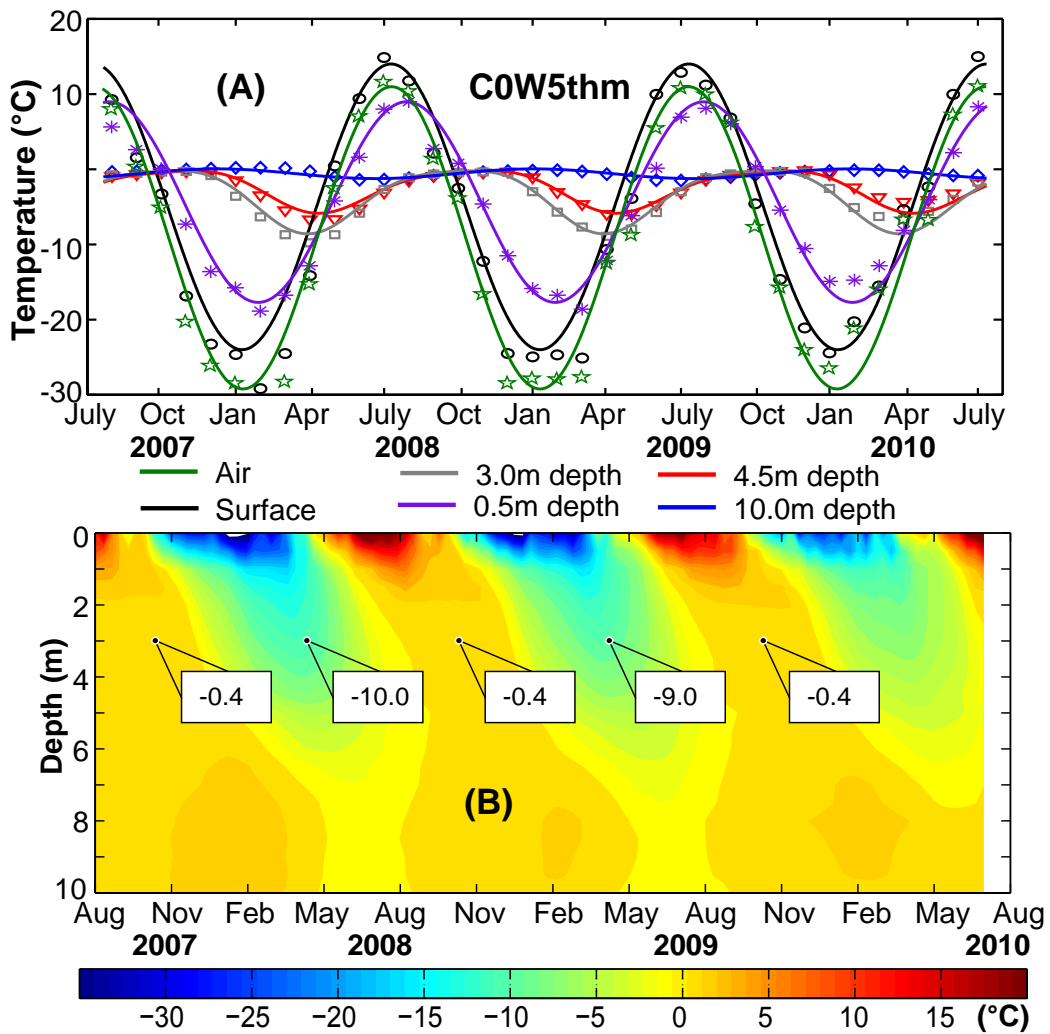 20
10
0
-10
-20
-30
Temperature (°C)
(A)
C0W5thm
July Oct Jan Apr July Oct Jan Apr July Oct Jan Apr July
2007 2008 2009 2010
Air 3.0m depth 4.5m depth
Surface 0.5m depth 10.0m depth
0
2
4
6
8
10
Depth (m)
-0.4 -10.0 -0.4 -9.0 -0.4
(B)
Aug Nov Feb May Aug Nov Feb May Aug Nov Feb May Aug
2007 2008 2009 2010
−30 −25 −20 −15 −10 −5 0 5 10 15 (°C)